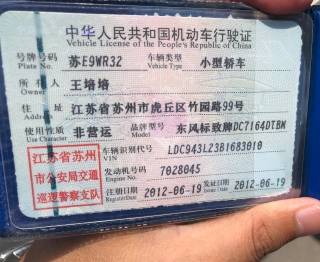 中华人民共和国机动车行驶证
Vehicle License of the People's Republic of China
号牌号码 苏E9WR32 车辆类型 小型轿车
Plate No. Vehicle Type
所有人 王培培
Owner
住址 江苏省苏州市虎丘区竹园路99号
Address
使用性质 非营运 品牌型号 东风标致牌DC7164DTBM
Use Character Model
江苏省苏州
市公安局交通
巡逻警察支队
车辆识别代号 LDC943L23B1683010
VIN
发动机号码 7028045
Engine No.
注册日期 2012-06-19 发证日期 2012-06-19
Register Date Issue Date